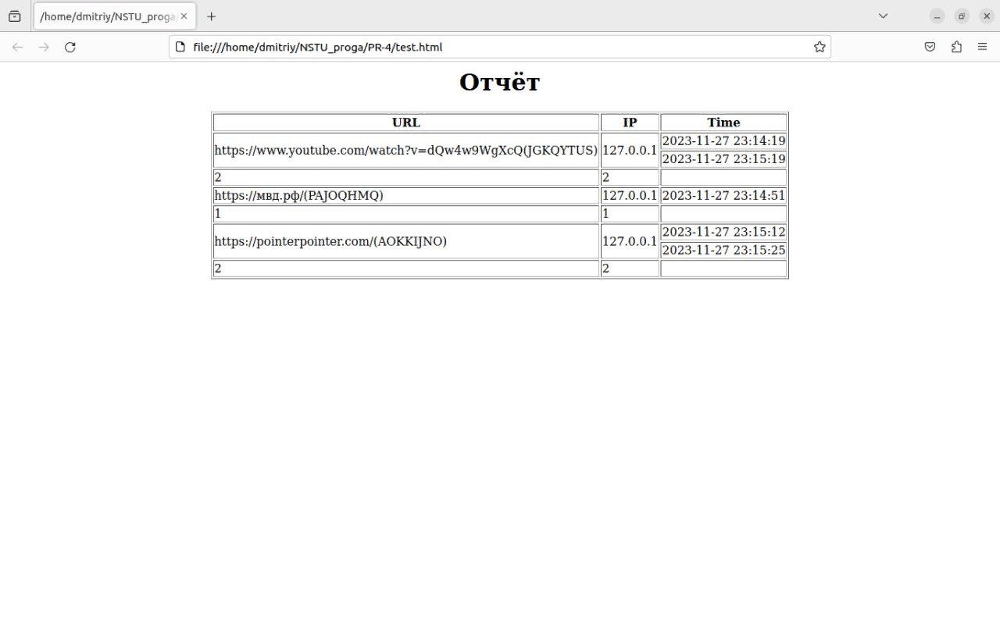 /home/dmitriy/NSTU_proga/
file:///home/dmitriy/NSTU_proga/PR-4/test.html
Отчёт
URL IP Time
https://www.youtube.com/watch?v=dQw4w9WgXcQ(JGKQYTUS) 127.0.0.1 2023-11-27 23:14:19
2023-11-27 23:15:19
2 2
https://мвд.рф/(PAJOQHMQ) 127.0.0.1 2023-11-27 23:14:51
1 1
https://pointerpointer.com/(AOKKIJNO) 127.0.0.1 2023-11-27 23:15:12
2023-11-27 23:15:25
2 2